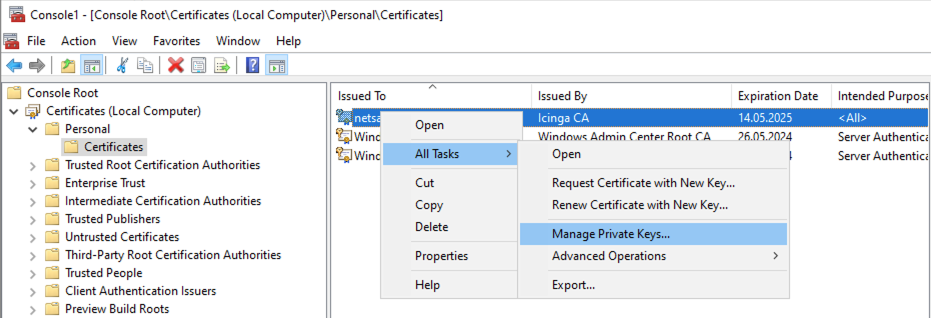 Console1 - [Console Root\Certificates (Local Computer)\Personal\Certificates]
File Action View Favorites Window Help
Console Root
Certificates (Local Computer)
Personal
Certificates
Trusted Root Certification Authorities
Enterprise Trust
Intermediate Certification Authorities
Trusted Publishers
Untrusted Certificates
Third-Party Root Certification Authorities
Trusted People
Client Authentication Issuers
Preview Build Roots
Issued To Issued By Expiration Date Intended Purpose
netsa Icinga CA 14.05.2025 <All>
Wind Windows Admin Center Root CA 26.05.2024 Server Authentica
Wind 4 Server Authentica
Open
All Tasks
Cut
Copy
Delete
Properties
Help
Open
Request Certificate with New Key...
Renew Certificate with New Key...
Manage Private Keys...
Advanced Operations
Export...